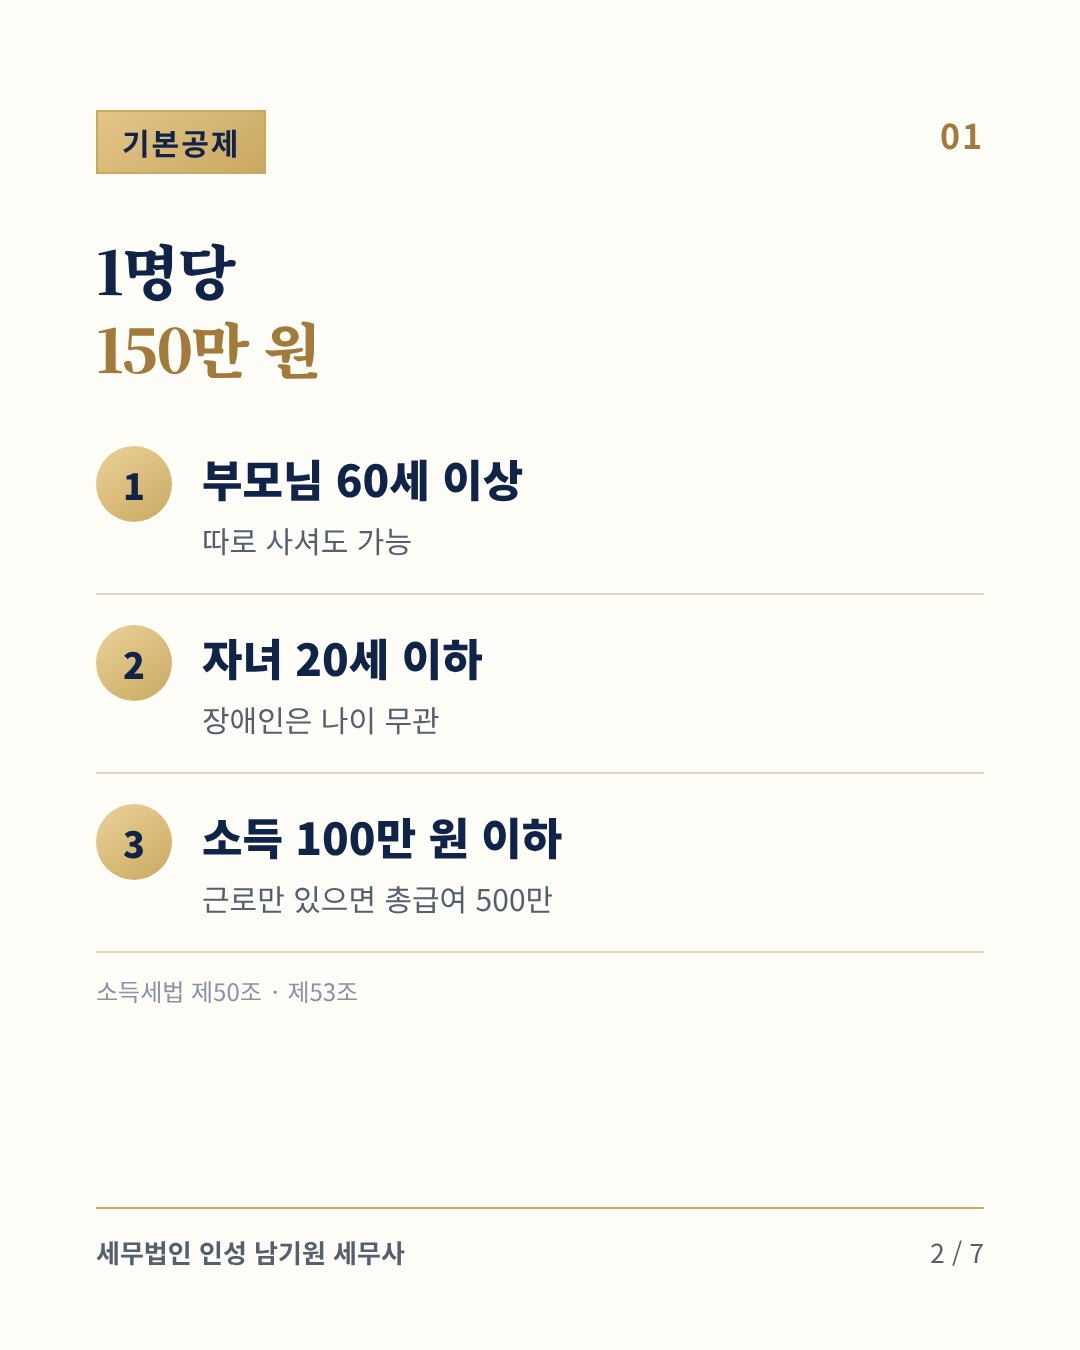 기본공제
01
1명당
150만 원
1
부모님 60세 이상
따로 사셔도 가능
2
자녀 20세 이하
장애인은 나이 무관
3
소득 100만 원 이하
근로만 있으면 총급여 500만
소득세법 제50조 · 제53조
세무법인 인성 남기원 세무사
2 / 7